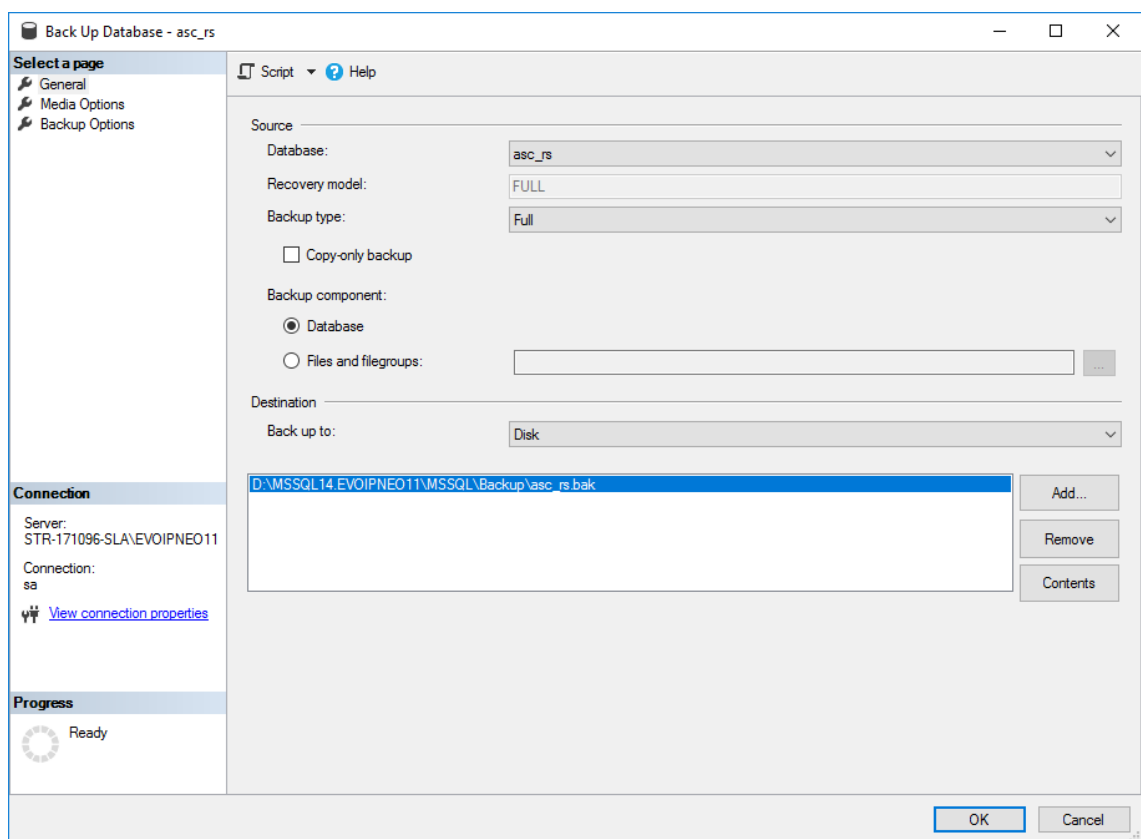 Back Up Database - asc_rs
Select a page
General
Media Options
Backup Options
Script
Help
Source
Database:
asc_rs
Recovery model:
FULL
Backup type:
Full
Copy-only backup
Backup component:
Database
Files and filegroups:
...
Destination
Back up to:
Disk
D:\MSSQL14.EVOIPNEO11\MSSQL\Backup\asc_rs.bak
Add...
Remove
Contents
Connection
Server:
STR-171096-SLA\EVOIPNEO11
Connection:
sa
View connection properties
Progress
Ready
OK
Cancel